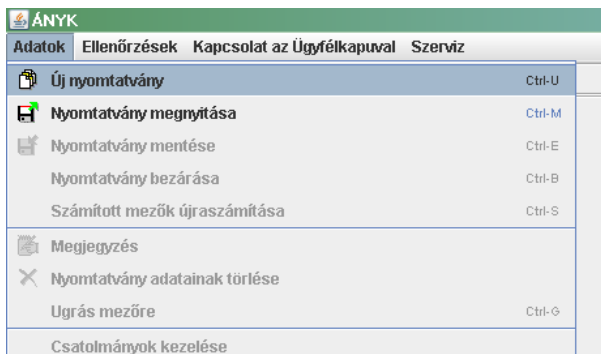 ÁNYK
Adatok Ellenőrzések Kapcsolat az Ügyfélkapuval Szerviz
Új nyomtatvány Ctrl-U
Nyomtatvány megnyitása Ctrl-M
Nyomtatvány mentése Ctrl-E
Nyomtatvány bezárása Ctrl-B
Számított mezők újraszámítása Ctrl-S
Megjegyzés
Nyomtatvány adatainak törlése
Ugrás mezőre Ctrl-G
Csatolmányok kezelése